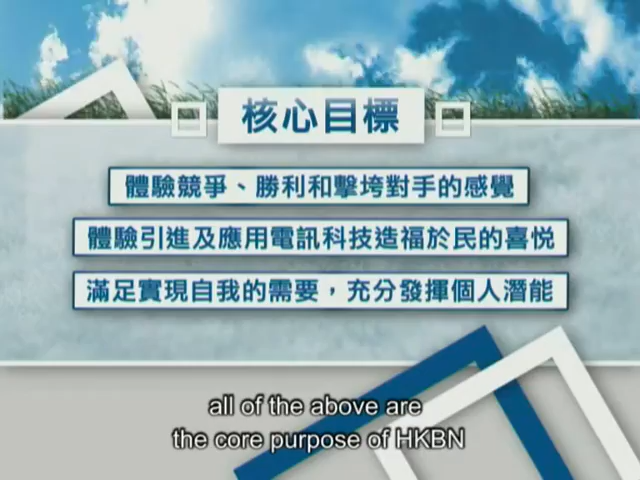 核心目標
體驗競爭、勝利和擊垮對手的感覺
體驗引進及應用電訊科技造福於民的喜悅
滿足實現自我的需要，充分發揮個人潛能
all of the above are
the core purpose of HKBN